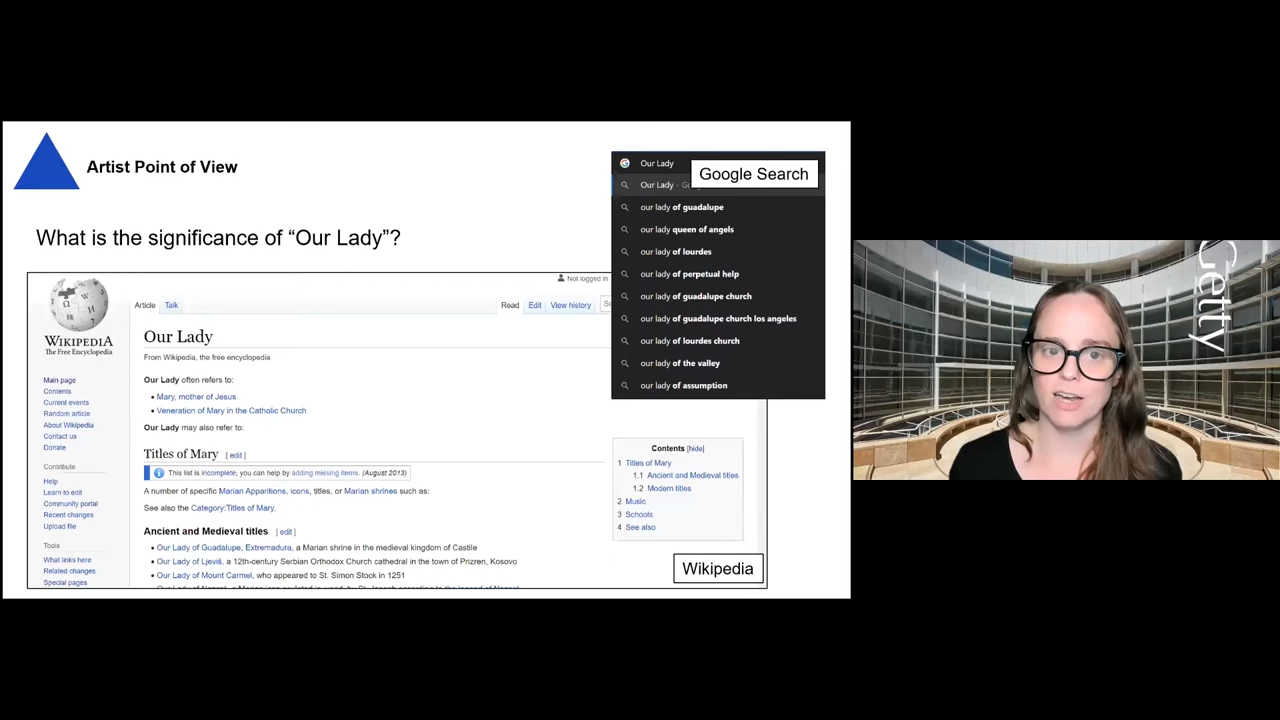 Artist Point of View
What is the significance of “Our Lady”?
Our Lady
Google Search
Our Lady - Go
our lady of guadalupe
our lady queen of angels
our lady of lourdes
our lady of perpetual help
our lady of guadalupe church
our lady of guadalupe church los angeles
our lady of lourdes church
our lady of the valley
our lady of assumption
WIKIPEDIA
The Free Encyclopedia
Main page
Contents
Current events
Random article
About Wikipedia
Contact us
Donate
Contribute
Help
Learn to edit
Community portal
Recent changes
Upload file
Tools
What links here
Related changes
Special pages
Not logged in
Article Talk
Read Edit View history Se
Our Lady
From Wikipedia, the free encyclopedia
Our Lady often refers to:
• Mary, mother of Jesus
• Veneration of Mary in the Catholic Church
Our Lady may also refer to:
Titles of Mary [edit]
This list is incomplete; you can help by adding missing items. (August 2013)
A number of specific Marian Apparitions, icons, titles, or Marian shrines such as:
See also the Category:Titles of Mary.
Ancient and Medieval titles [edit]
• Our Lady of Guadalupe, Extremadura, a Marian shrine in the medieval kingdom of Castile
• Our Lady of Ljeviš, a 12th-century Serbian Orthodox Church cathedral in the town of Prizren, Kosovo
• Our Lady of Mount Carmel, who appeared to St. Simon Stock in 1251
Contents [hide]
1 Titles of Mary
1.1 Ancient and Medieval titles
1.2 Modern titles
2 Music
3 Schools
4 See also
Wikipedia
Getty